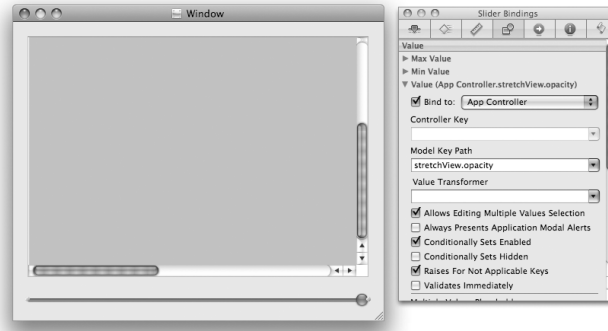 Window
Slider Bindings
Value
Max Value
Min Value
Value (App Controller.stretchView.opacity)
Bind to: App Controller
Controller Key
Model Key Path
stretchView.opacity
Value Transformer
Allows Editing Multiple Values Selection
Always Presents Application Modal Alerts
Conditionally Sets Enabled
Conditionally Sets Hidden
Raises For Not Applicable Keys
Validates Immediately